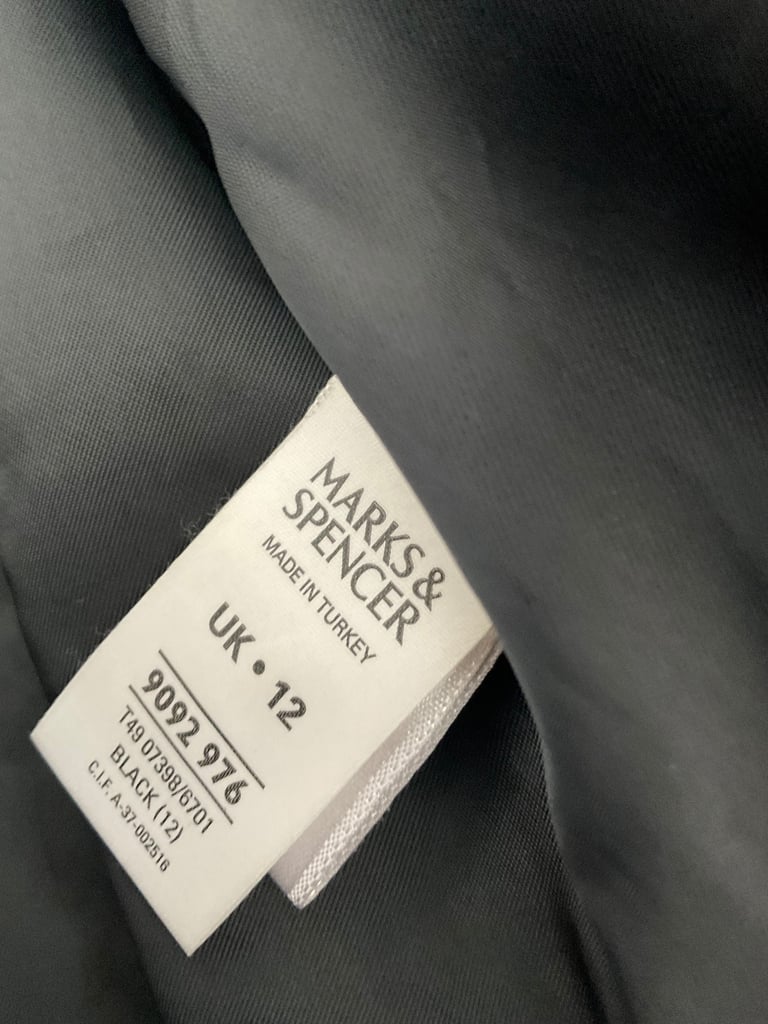 MARKS &
SPENCER
MADE IN TURKEY
UK • 12
9092 976
T49 07398/6701
BLACK (12)
C.I.F. A-37-002516